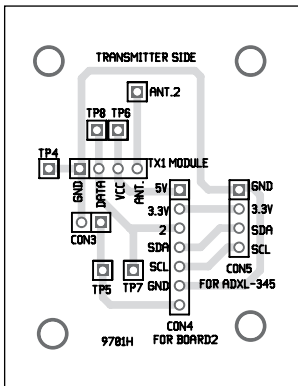 TRANSMITTER SIDE
ANT.2
TP8 TP6
TP4
TX1 MODULE
GND
DATA
VCC
ANT.
5V
GND
3.3V
3.3V
2
CON3
SDA
SDA
SCL
SCL
GND
CON5
TP5
TP7
FOR ADXL-345
CON4
9701H
FOR BOARD2